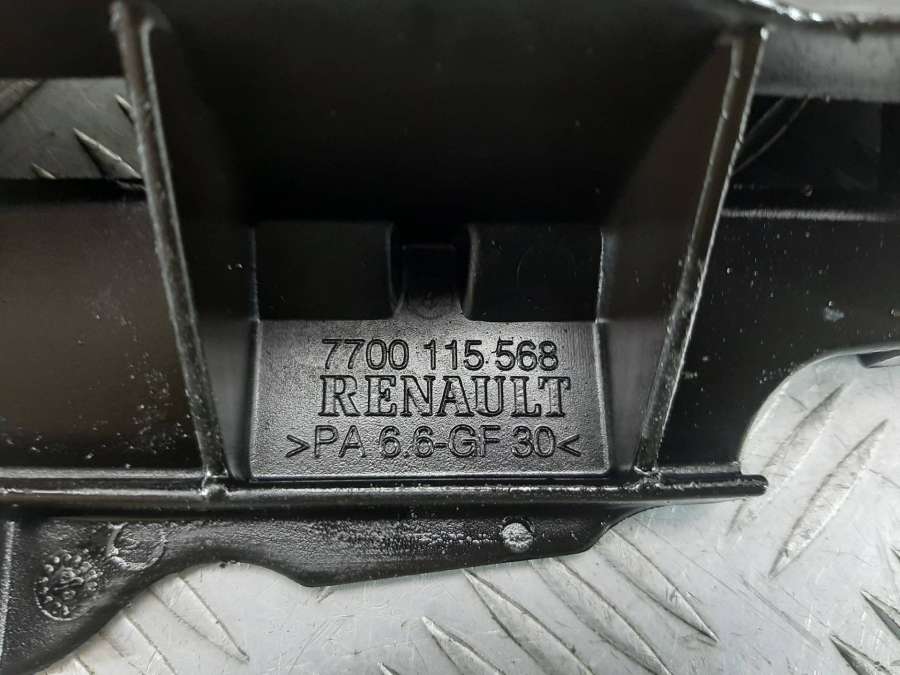 7700 115 568
RENAULT
>PA 6.6-GF 30<